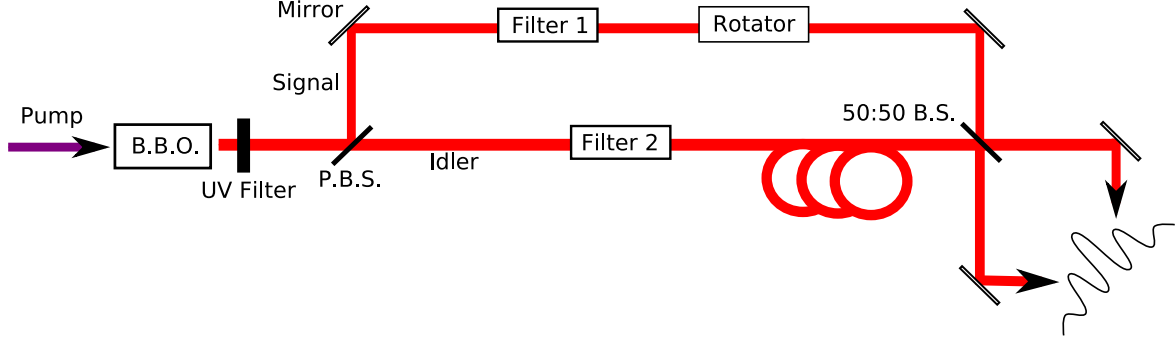 Mirror
Filter 1
Rotator
Signal
Pump
50:50 B.S.
B.B.O.
Filter 2
Idler
P.B.S.
UV Filter